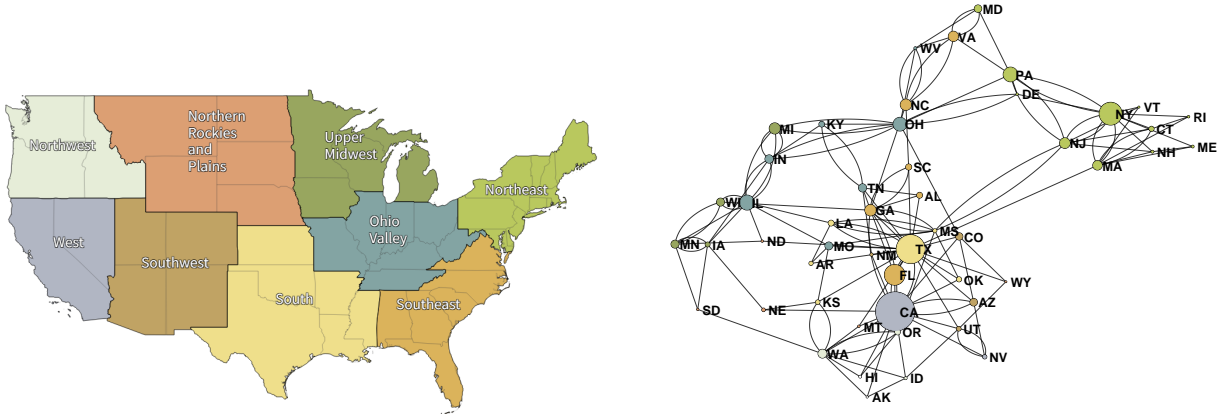 Northwest
Northern
Rockies
and
Plains
Upper
Midwest
Northeast
West
Southwest
Ohio
Valley
South
Southeast
MD
VA
WV
PA
DE
NC
OH
NY
VT
RI
CT
NJ
NH
ME
MA
MI
KY
IN
SC
TN
AL
GA
WI
IL
LA
MS
CO
MN
IA
ND
MO
NM
TX
AR
FL
OK
WY
SD
NE
KS
CA
AZ
MT
OR
UT
WA
NV
HI
ID
AK